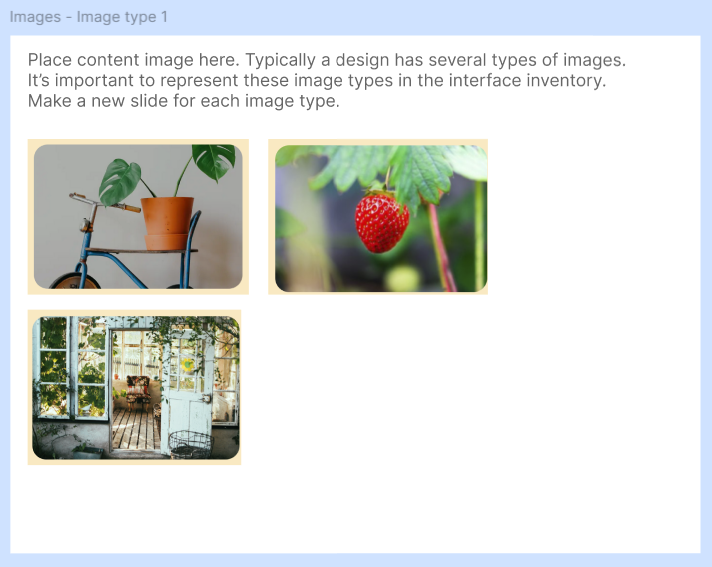 Images - Image type 1
Place content image here. Typically a design has several types of images.
It’s important to represent these image types in the interface inventory.
Make a new slide for each image type.